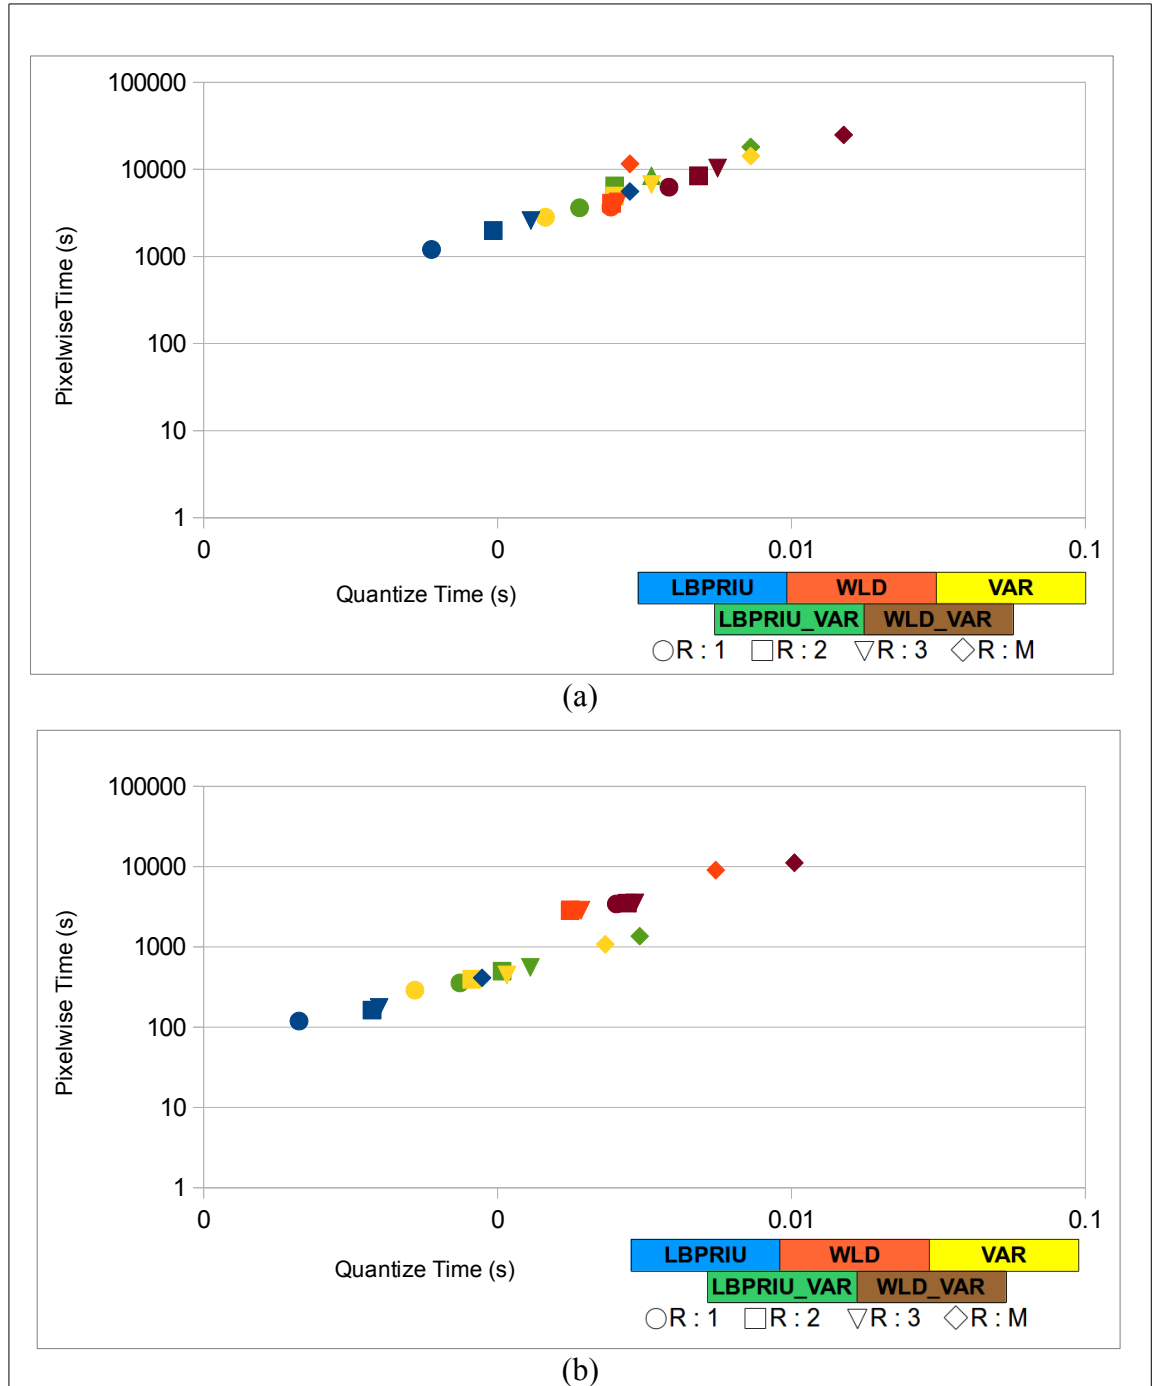 100000
10000
1000
100
10
1
PixelwiseTime (s)
0 0 0.01 0.1
Quantize Time (s)
LBPRIU WLD VAR
LBPRIU_VAR WLD_VAR
R : 1 R : 2 R : 3 R : M
(a)
100000
10000
1000
100
10
1
Pixelwise Time (s)
0 0 0.01 0.1
Quantize Time (s)
LBPRIU WLD VAR
LBPRIU_VAR WLD_VAR
R : 1 R : 2 R : 3 R : M
(b)